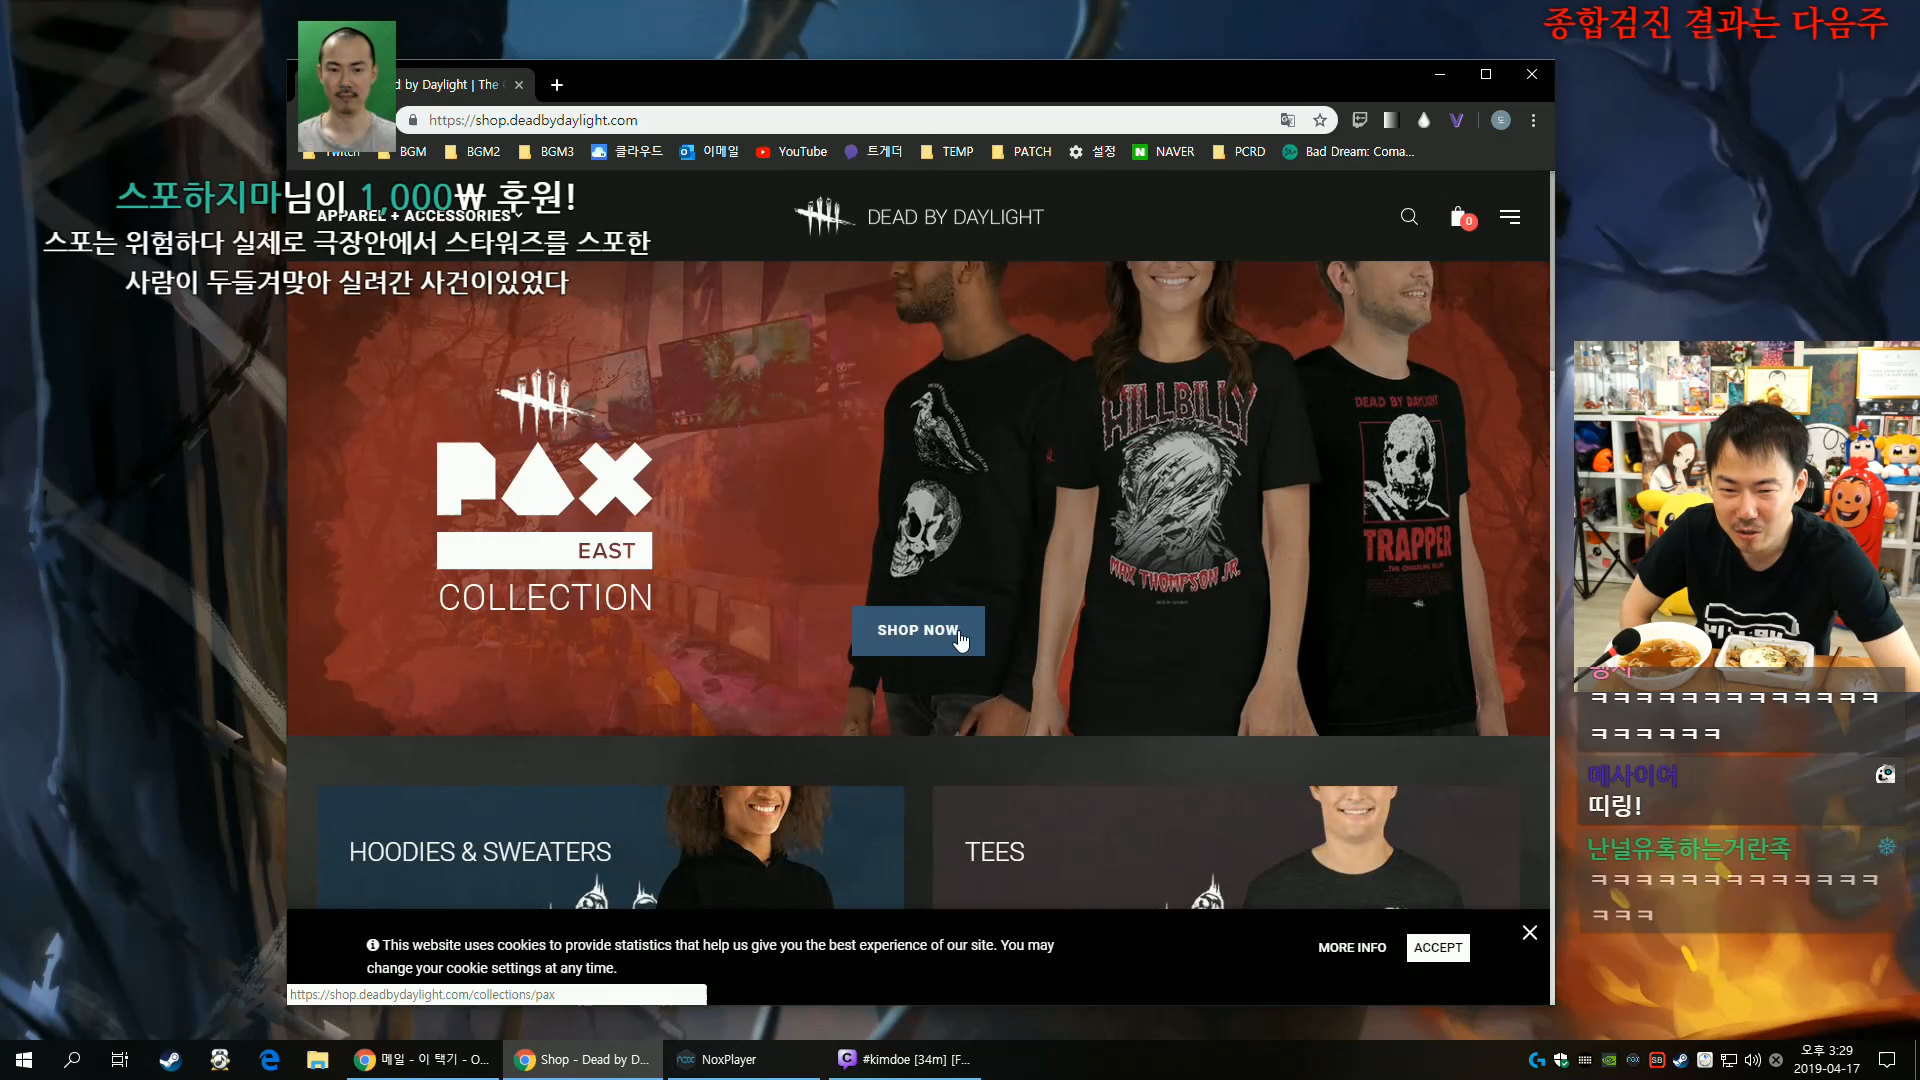 종합검진 결과는 다음주
d by Daylight | The
https://shop.deadbydaylight.com
Twitch
BGM
BGM2
BGM3
클라우드
이메일
YouTube
트게더
TEMP
PATCH
설정
NAVER
PCRD
Bad Dream: Coma...
스포하지마님이 1,000₩ 후원!
스포는 위험하다 실제로 극장안에서 스타워즈를 스포한
사람이 두들겨맞아 실려간 사건이있었다
APPAREL + ACCESSORIES
DEAD BY DAYLIGHT
0
PAX
EAST
COLLECTION
HILLBILLY
MAX THOMPSON JR.
DEAD BY DAYLIGHT
TRAPPER
SHOP NOW
HOODIES & SWEATERS
TEES
This website uses cookies to provide statistics that help us give you the best experience of our site. You may
change your cookie settings at any time.
MORE INFO
ACCEPT
https://shop.deadbydaylight.com/collections/pax
ㅋㅋㅋㅋㅋㅋㅋㅋㅋㅋㅋㅋㅋ
ㅋㅋㅋㅋㅋㅋ
메사이어
띠링!
난널유혹하는거란족
ㅋㅋㅋㅋㅋㅋㅋㅋㅋㅋㅋㅋㅋ
ㅋㅋㅋ
메일 - 이 택기 - O...
Shop - Dead by D...
NoxPlayer
#kimdoe [34m] [F...
오후 3:29
2019-04-17